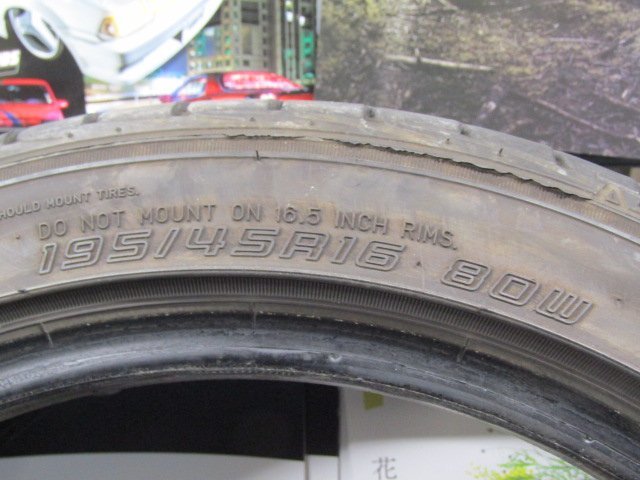 HOULD MOUNT TIRES.
DO NOT MOUNT ON 16.5 INCH RIMS.
195/45R16 80W
花